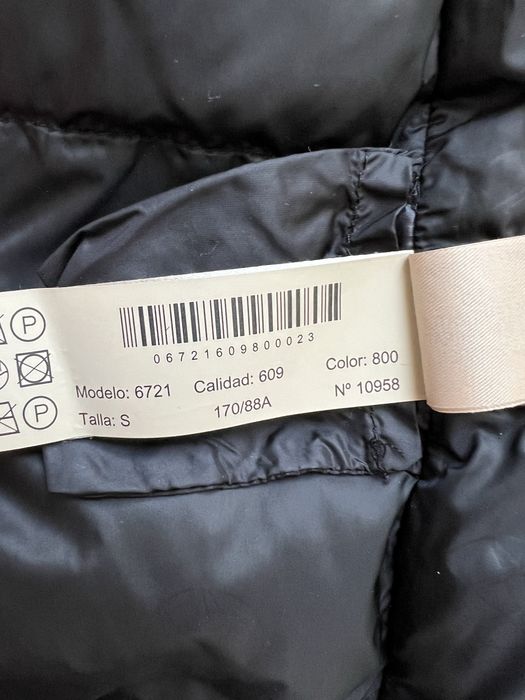 P
06721609800023
Modelo: 6721 Calidad: 609 Color: 800
Talla: S 170/88A Nº 10958
P